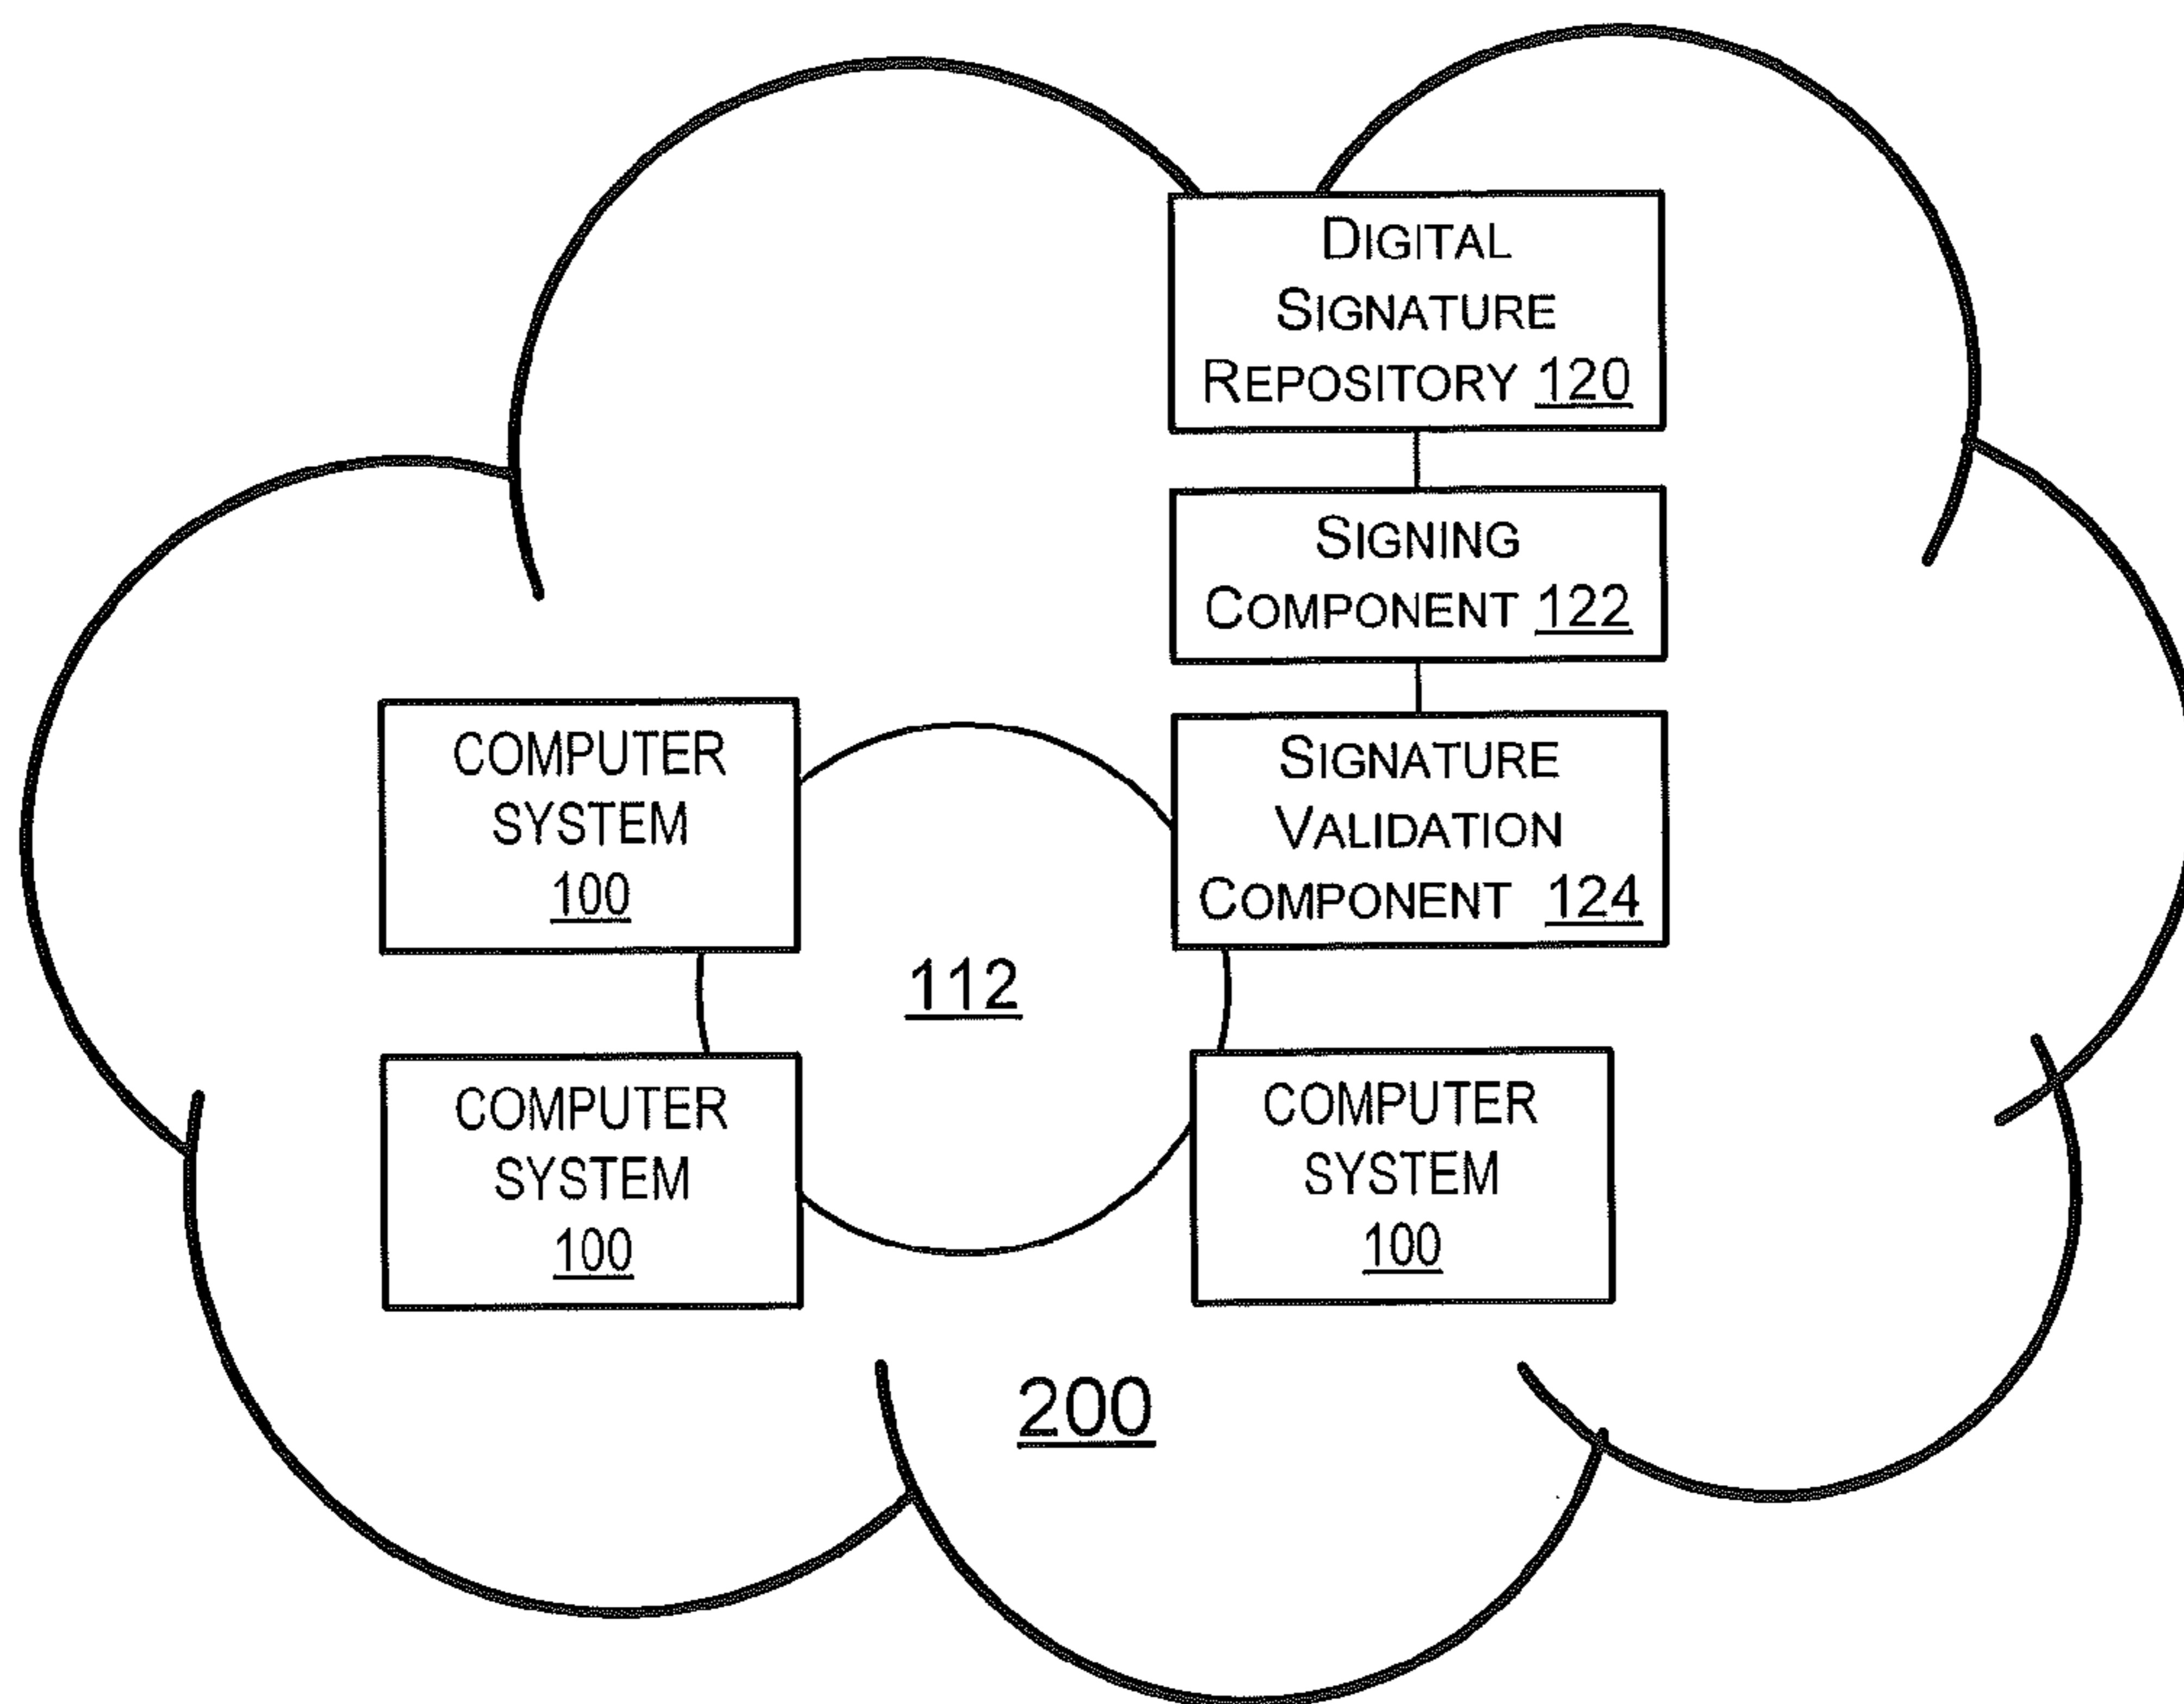 DIGITAL
SIGNATURE
REPOSITORY 120
SIGNING
COMPONENT 122
COMPUTER
SYSTEM
100
SIGNATURE
VALIDATION
COMPONENT 124
112
COMPUTER
SYSTEM
100
COMPUTER
SYSTEM
100
200